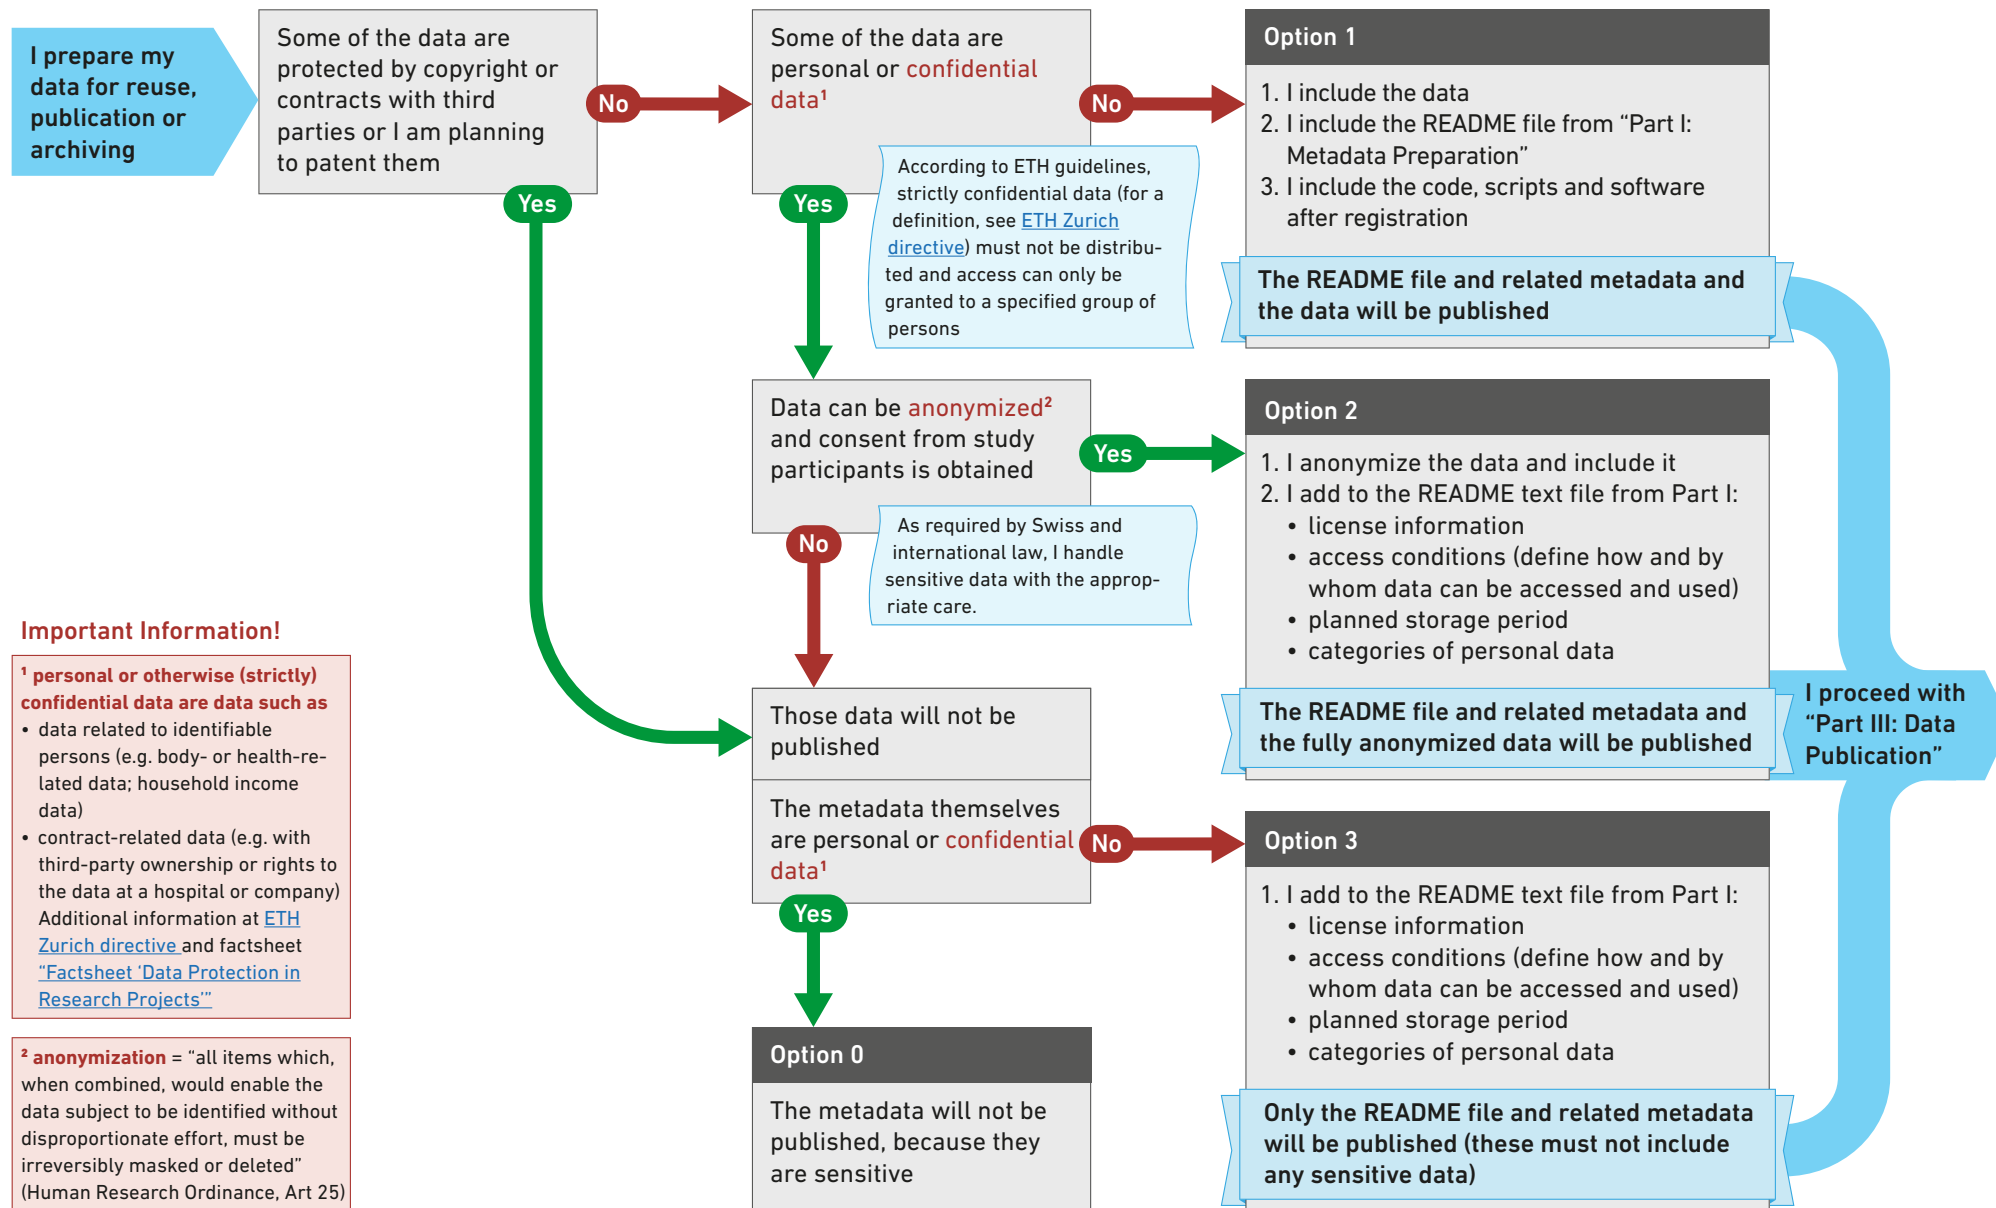 I prepare my
data for reuse,
publication or
archiving
Some of the data are
protected by copyright or
contracts with third
parties or I am planning
to patent them
No
Yes
Some of the data are
personal or confidential
data¹
No
Yes
According to ETH guidelines,
strictly confidential data (for a
definition, see ETH Zurich
directive) must not be distribu-
ted and access can only be
granted to a specified group of
persons
Option 1
1. I include the data
2. I include the README file from “Part I:
Metadata Preparation”
3. I include the code, scripts and software
after registration
The README file and related metadata and
the data will be published
Data can be anonymized²
and consent from study
participants is obtained
Yes
No
As required by Swiss and
international law, I handle
sensitive data with the approp-
riate care.
Option 2
1. I anonymize the data and include it
2. I add to the README text file from Part I:
• license information
• access conditions (define how and by
whom data can be accessed and used)
• planned storage period
• categories of personal data
The README file and related metadata and
the fully anonymized data will be published
I proceed with
“Part III: Data
Publication”
Those data will not be
published
The metadata themselves
are personal or confidential
data¹
No
Yes
Option 3
1. I add to the README text file from Part I:
• license information
• access conditions (define how and by
whom data can be accessed and used)
• planned storage period
• categories of personal data
Only the README file and related metadata
will be published (these must not include
any sensitive data)
Option 0
The metadata will not be
published, because they
are sensitive
Important Information!
¹ personal or otherwise (strictly)
confidential data are data such as
• data related to identifiable
persons (e.g. body- or health-re-
lated data; household income
data)
• contract-related data (e.g. with
third-party ownership or rights to
the data at a hospital or company)
Additional information at ETH
Zurich directive and factsheet
“Factsheet ‘Data Protection in
Research Projects’”
² anonymization = “all items which,
when combined, would enable the
data subject to be identified without
disproportionate effort, must be
irreversibly masked or deleted”
(Human Research Ordinance, Art 25)